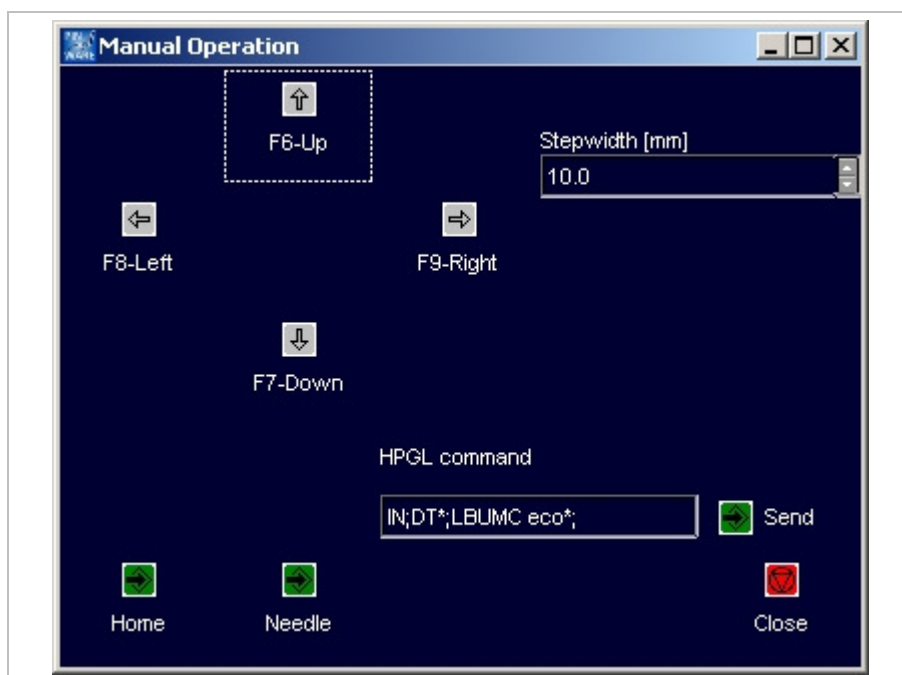 Manual Operation
F6-Up
Stepwidth [mm]
10.0
F8-Left
F9-Right
F7-Down
HPGL command
IN;DT*;LBUMC eco*;
Send
Home
Needle
Close